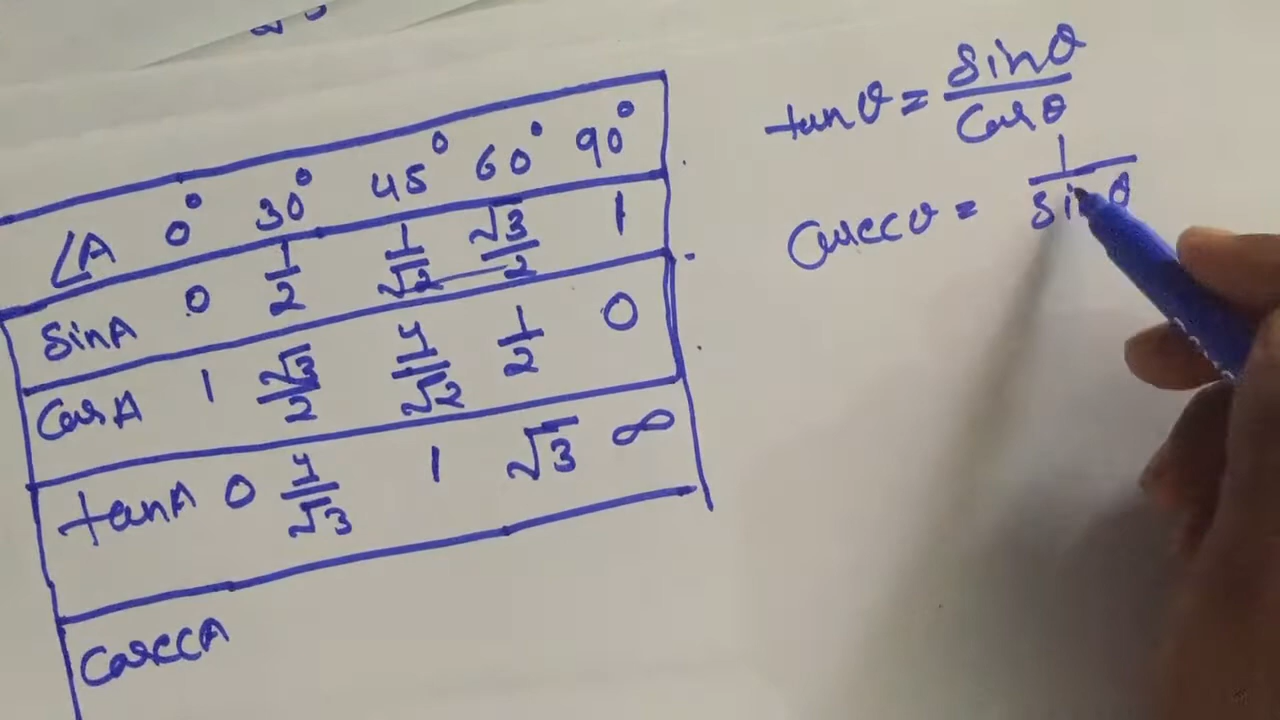 ∠A 0° 30° 45° 60° 90°
sinA 0 1/2 1/√2 √3/2 1
cosA 1 √3/2 1/√2 1/2 0
tanA 0 1/√3 1 √3 ∞
cosecA
tanθ = sinθ/cosθ
cosecθ = 1/sinθ